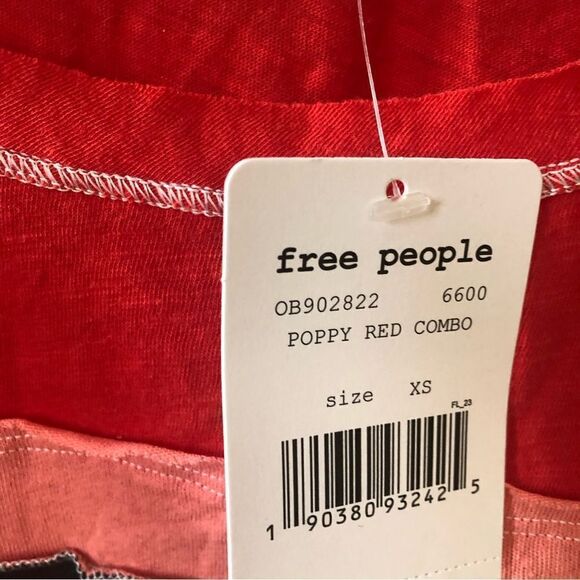 free people
OB902822 6600
POPPY RED COMBO
size XS
FL_23
1 90380 93242 5